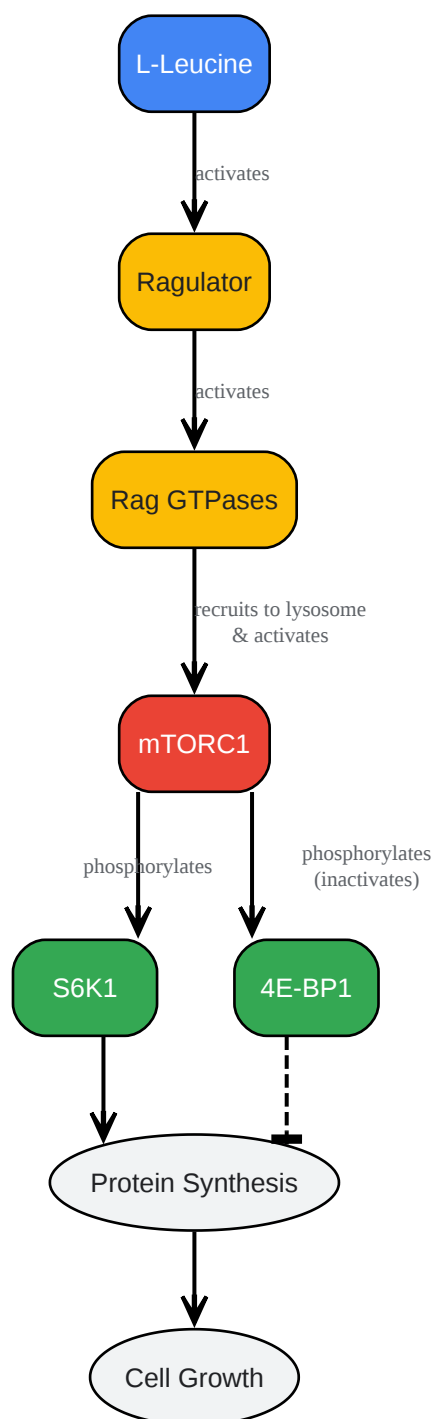 L-Leucine
activates
Ragulator
activates
Rag GTPases
recruits to lysosome
& activates
mTORC1
phosphorylates
phosphorylates
(inactivates)
S6K1
4E-BP1
Protein Synthesis
Cell Growth